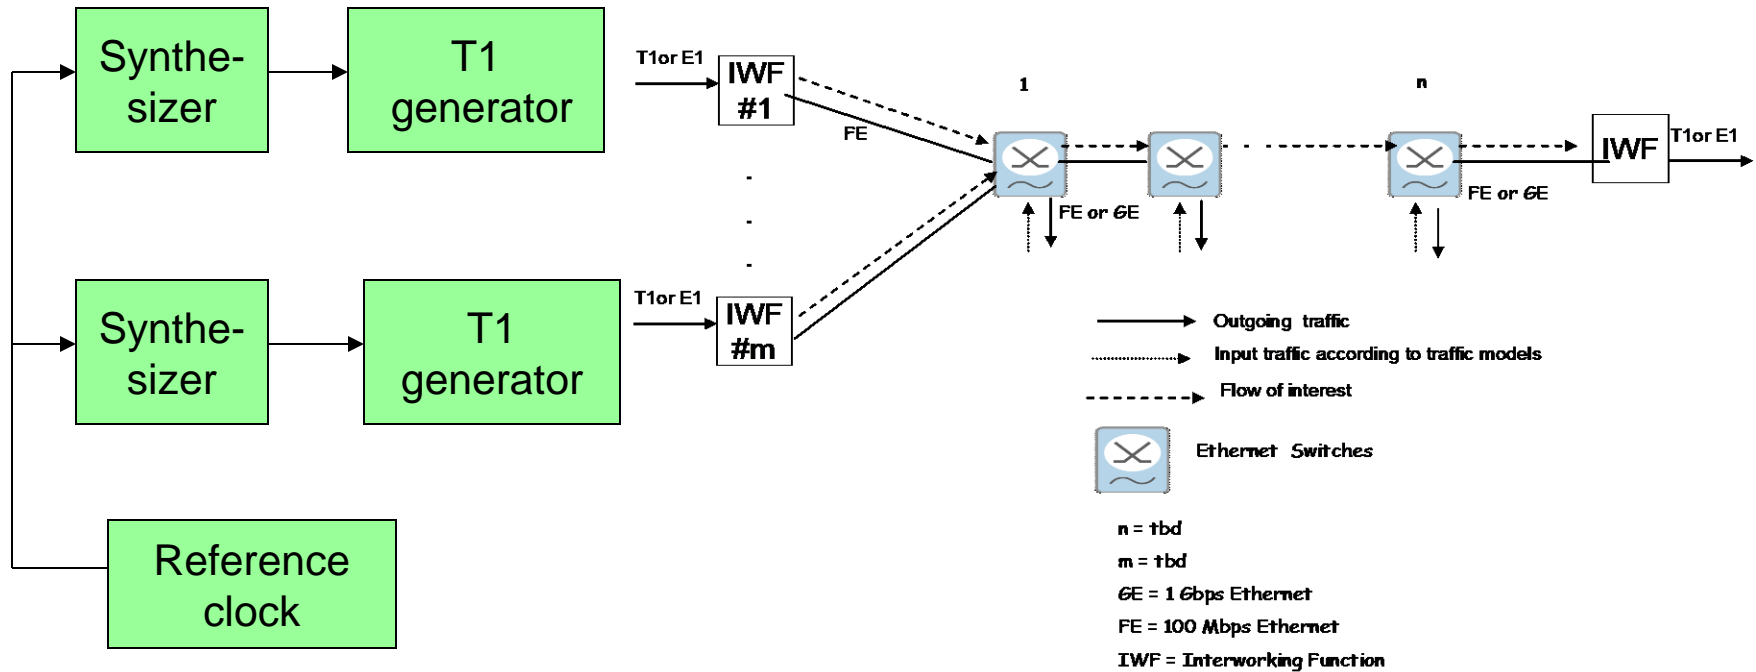 Synthe-
sizer
T1
generator
T1or E1
IWF
#1
FE
1
n
IWF
T1or E1
FE or GE
FE or GE
Synthe-
sizer
T1
generator
T1or E1
IWF
#m
Outgoing traffic
Input traffic according to traffic models
Flow of interest
Ethernet Switches
n = tbd
m = tbd
GE = 1 Gbps Ethernet
FE = 100 Mbps Ethernet
IWF = Interworking Function
Reference
clock